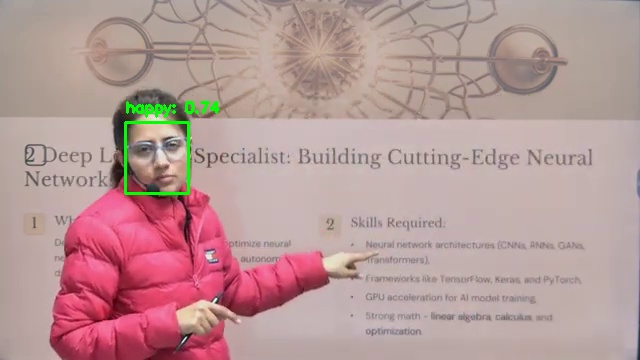 happy: 0.74
2 Deep L Specialist: Building Cutting-Edge Neural
Network
1
2 Skills Required:
• Neural network architectures (CNNs, RNNs, GANs,
Transformers).
optimize neural
• Frameworks like TensorFlow, Keras, and PyTorch.
• GPU acceleration for AI model training.
• Strong math - linear algebra, calculus, and
optimization.